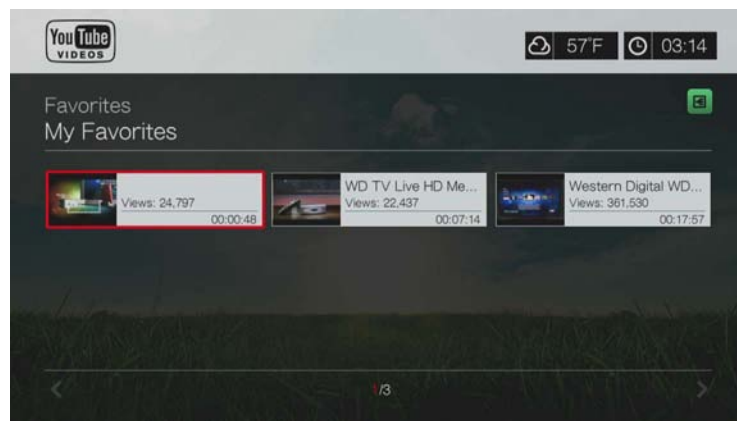 You Tube
VIDEOS
57°F
03:14
Favorites
My Favorites
Views: 24,797
00:00:48
WD TV Live HD Me...
Views: 22,437
00:07:14
Western Digital WD...
Views: 361,530
00:17:57
1/3